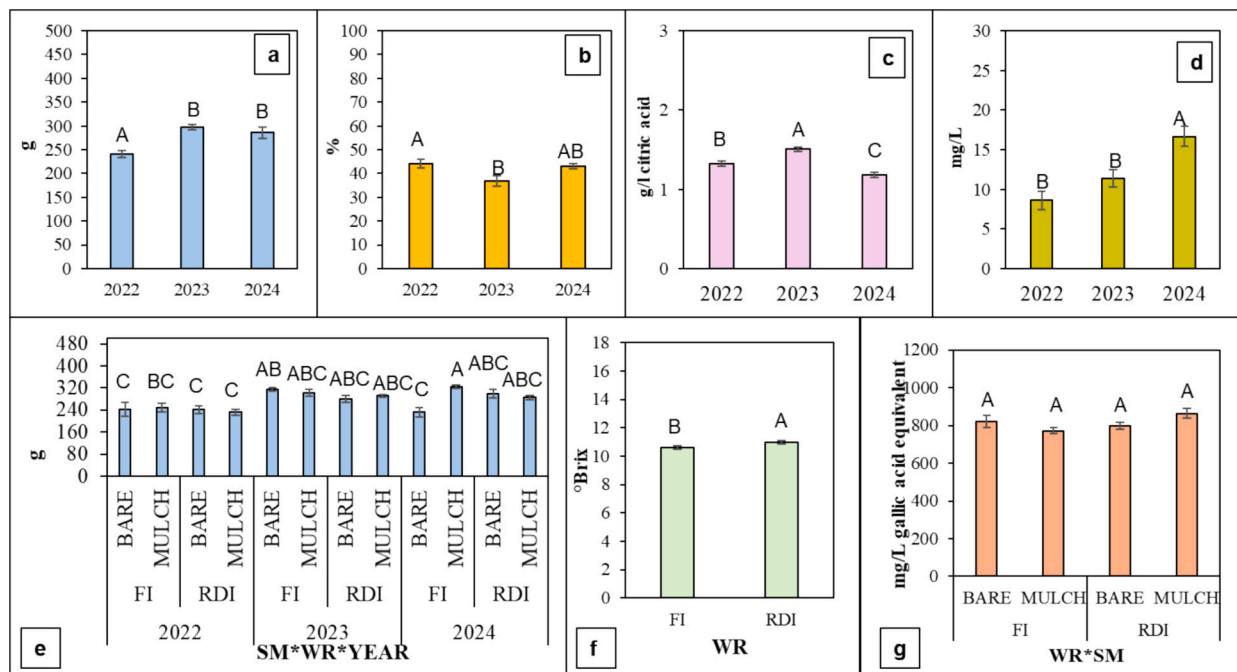 a
500
450
400
350
300
250
200
150
100
50
0
g
A
B
B
2022 2023 2024
b
100
90
80
70
60
50
40
30
20
10
0
%
A
B
AB
2022 2023 2024
c
3
2
1
0
g/l citric acid
B
A
C
2022 2023 2024
d
30
25
20
15
10
5
0
mg/L
B
B
A
2022 2023 2024
480
400
320
240
160
80
0
g
C BC C C AB ABC ABC ABC C A ABC ABC
BARE MULCH BARE MULCH BARE MULCH BARE MULCH BARE MULCH BARE MULCH
FI RDI FI RDI FI RDI
2022 2023 2024
SM*WR*YEAR
e
18
16
14
12
10
8
6
4
2
0
°Brix
B A
FI RDI
WR
f
1200
1000
800
600
400
200
0
mg/L gallic acid equivalent
A A A A
BARE MULCH BARE MULCH
FI RDI
WR*SM
g